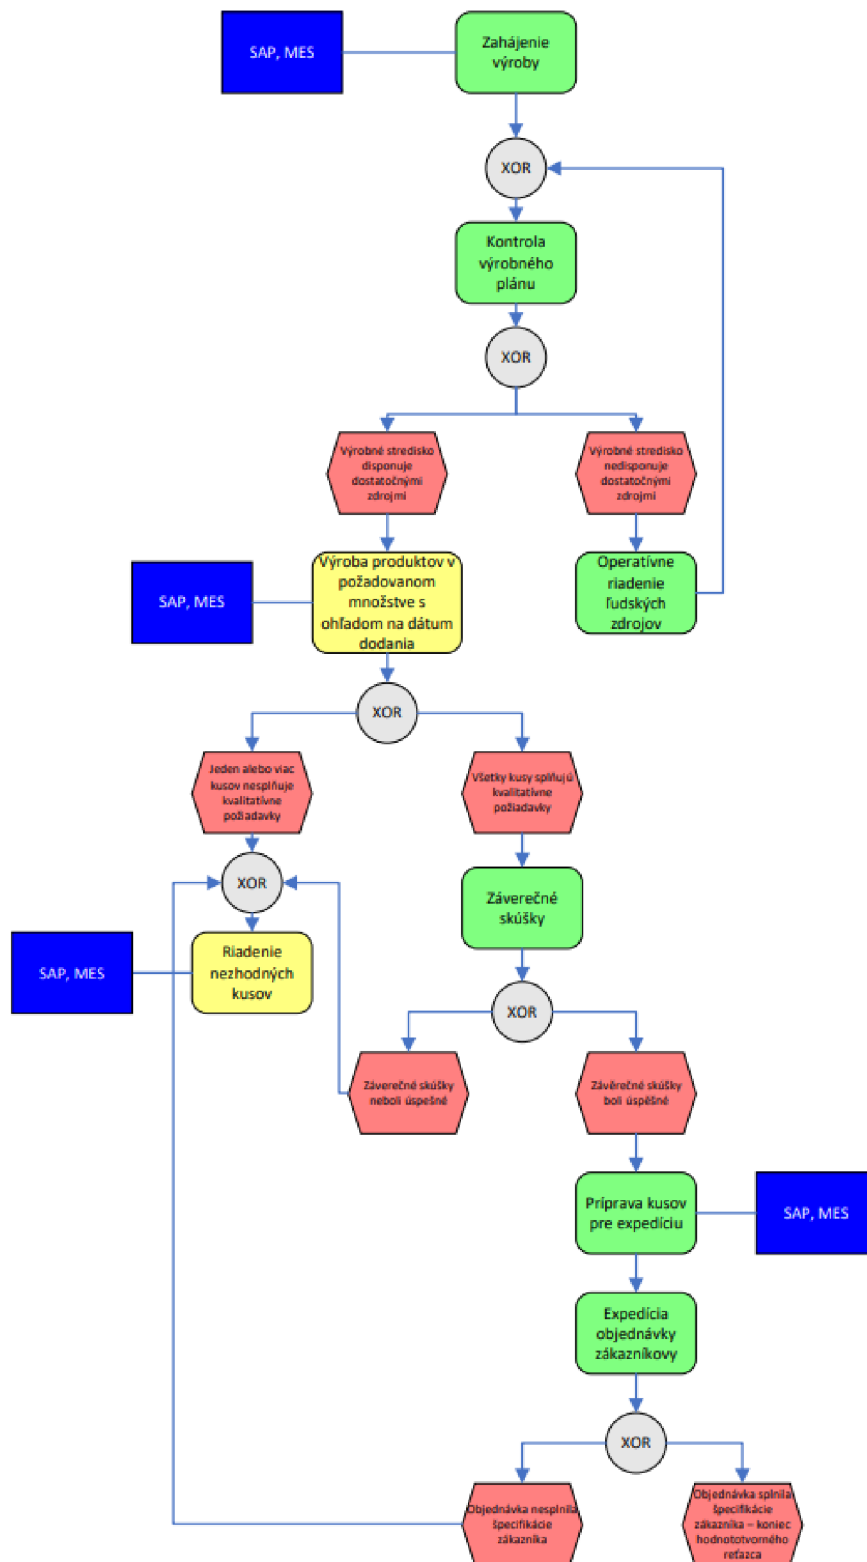 SAP, MES
Zahájenie
výroby
XOR
Kontrola
výrobného
plánu
XOR
Výrobné stredisko
disponuje
dostatočnými
zdrojmi
Výrobné stredisko
nedisponuje
dostatočnými
zdrojmi
SAP, MES
Výroba produktov v
požadovanom
množstve s
ohľadom na dátum
dodania
Operatívne
riadenie
ľudských
zdrojov
XOR
Jeden alebo viac
kusov nesplňuje
kvalitatívne
požiadavky
Všetky kusy splňujú
kvalitatívne
požiadavky
XOR
Záverečné
skúšky
SAP, MES
Riadenie
nezhodných
kusov
XOR
Záverečné skúšky
neboli úspešné
Závěrečné skúšky
boli úspěšné
Príprava kusov
pre expedíciu
SAP, MES
Expedícia
objednávky
zákazníkovy
XOR
Objednávka nesplnila
špecifikácie
zákazníka
Objednávka splnila
špecifikácie
zákazníka – koniec
hodnototvorného
reťazca